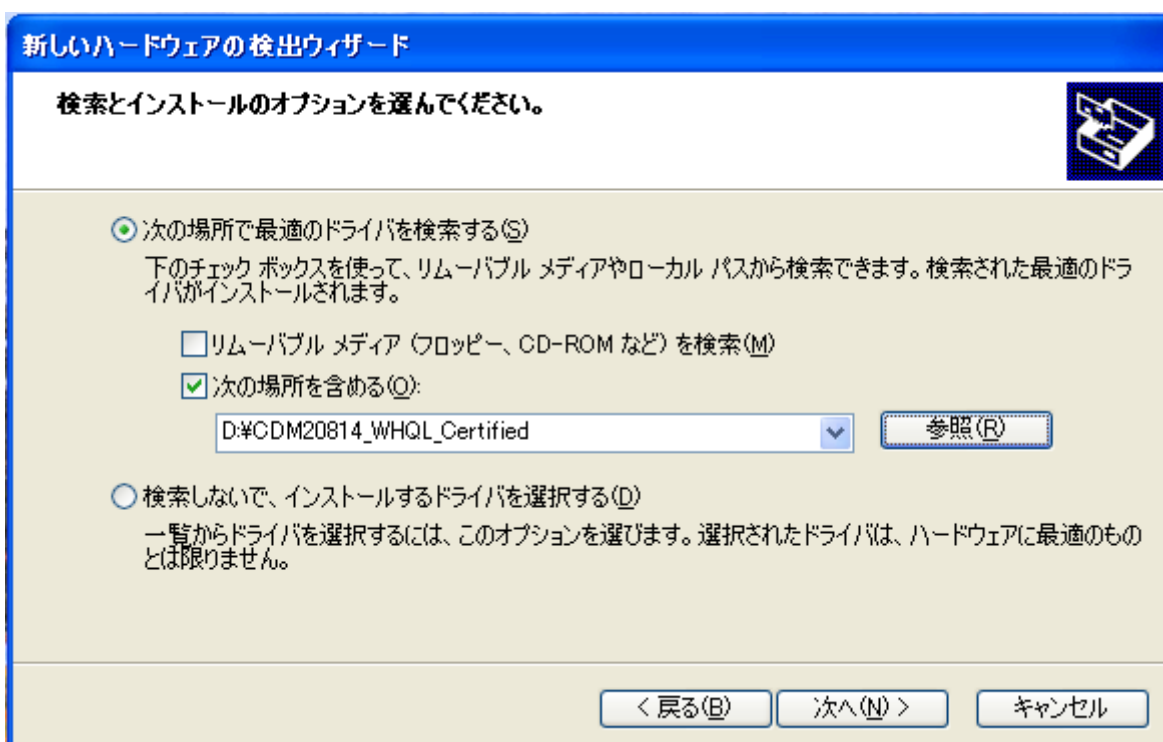 新しいハードウェアの検出ウィザード
検索とインストールのオプションを選んでください。
次の場所で最適のドライバを検索する(S)
下のチェック ボックスを使って、リムーバブル メディアやローカル パスから検索できます。検索された最適のドラ
イバがインストールされます。
リムーバブル メディア (フロッピー、CD-ROM など) を検索(M)
次の場所を含める(O):
D:¥CDM20814_WHQL_Certified
参照(R)
検索しないで、インストールするドライバを選択する(D)
一覧からドライバを選択するには、このオプションを選びます。選択されたドライバは、ハードウェアに最適のもの
とは限りません。
< 戻る(B) 次へ(N) > キャンセル